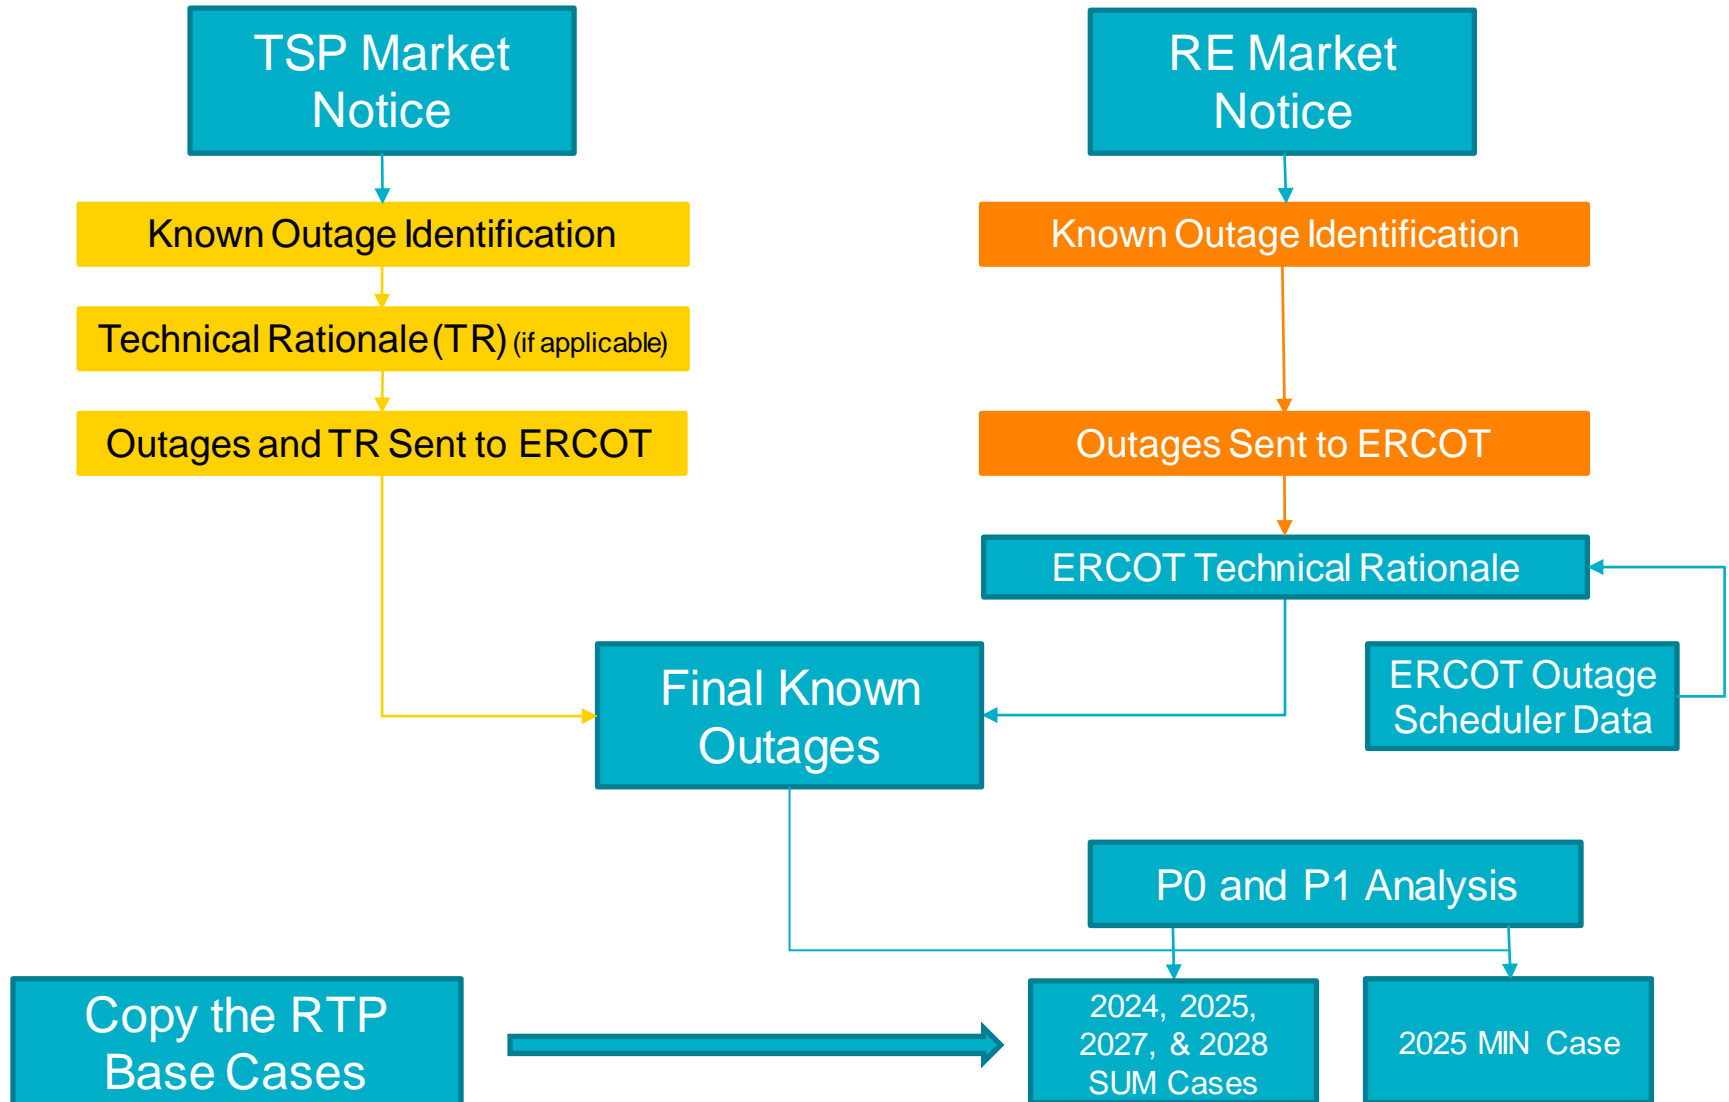 TSP Market
Notice
RE Market
Notice
Known Outage Identification
Known Outage Identification
Technical Rationale (TR) (if applicable)
Outages and TR Sent to ERCOT
Outages Sent to ERCOT
ERCOT Technical Rationale
Final Known
Outages
ERCOT Outage
Scheduler Data
P0 and P1 Analysis
Copy the RTP
Base Cases
2024, 2025,
2027, & 2028
SUM Cases
2025 MIN Case